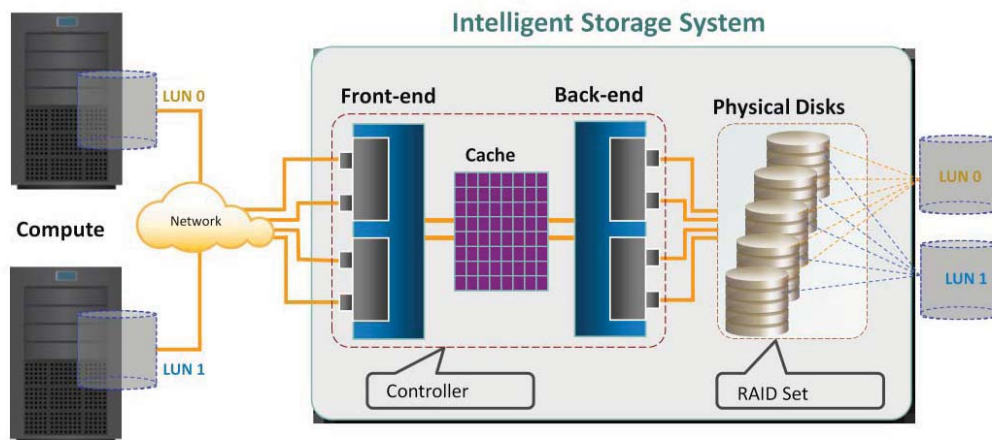 Intelligent Storage System
LUN 0
Front-end
Back-end
Physical Disks
Cache
LUN 0
Network
Compute
LUN 1
LUN 1
Controller
RAID Set